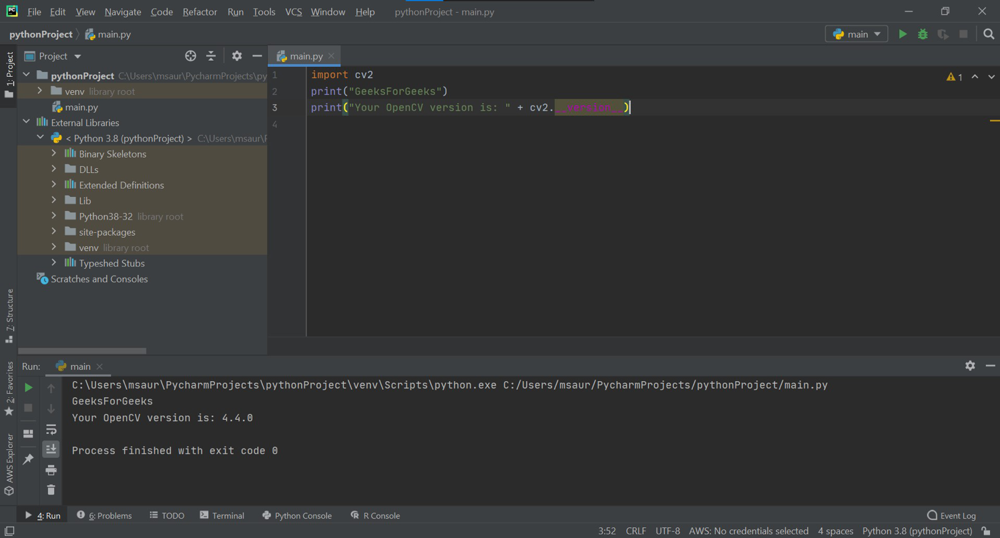 PC File Edit View Navigate Code Refactor Run Tools VCS Window Help pythonProject - main.py
pythonProject main.py main
1: Project
Project
pythonProject C:\Users\msaur\PycharmProjects\py
venv library root
main.py
External Libraries
< Python 3.8 (pythonProject) > C:\Users\msaur\P
Binary Skeletons
DLLs
Extended Definitions
Lib
Python38-32 library root
site-packages
venv library root
Typeshed Stubs
Scratches and Consoles
main.py
1 import cv2
2 print("GeeksForGeeks")
3 print("Your OpenCV version is: " + cv2.__version__)
4
1
7: Structure
2: Favorites
AWS Explorer
Run: main
C:\Users\msaur\PycharmProjects\pythonProject\venv\Scripts\python.exe C:/Users/msaur/PycharmProjects/pythonProject/main.py
GeeksForGeeks
Your OpenCV version is: 4.4.0
Process finished with exit code 0
4: Run 6: Problems TODO Terminal Python Console R Console Event Log
3:52 CRLF UTF-8 AWS: No credentials selected 4 spaces Python 3.8 (pythonProject)